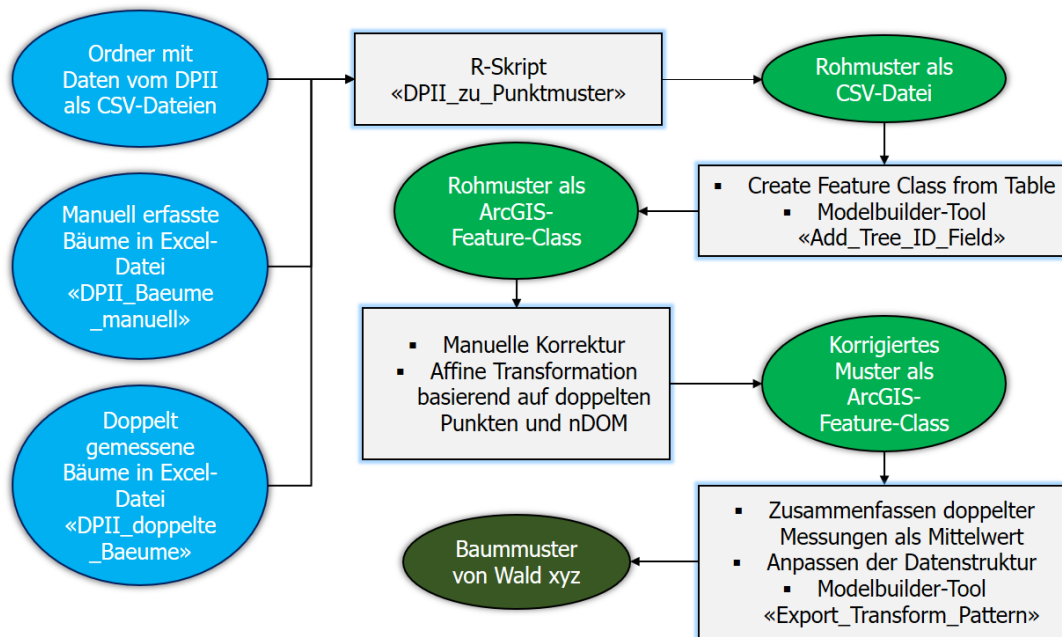 Ordner mit
Daten vom DPII
als CSV-Dateien
R-Skript
«DPII_zu_Punktmuster»
Rohmuster als
CSV-Datei
Manuell erfasste
Bäume in Excel-
Datei
«DPII_Baeume
_manuell»
Rohmuster als
ArcGIS-
Feature-Class
▪ Create Feature Class from Table
▪ Modelbuilder-Tool
«Add_Tree_ID_Field»
Doppelt
gemessene
Bäume in Excel-
Datei
«DPII_doppelte
_Baeume»
▪ Manuelle Korrektur
▪ Affine Transformation
basierend auf doppelten
Punkten und nDOM
Korrigiertes
Muster als
ArcGIS-
Feature-Class
Baummuster
von Wald xyz
▪ Zusammenfassen doppelter
Messungen als Mittelwert
▪ Anpassen der Datenstruktur
▪ Modelbuilder-Tool
«Export_Transform_Pattern»